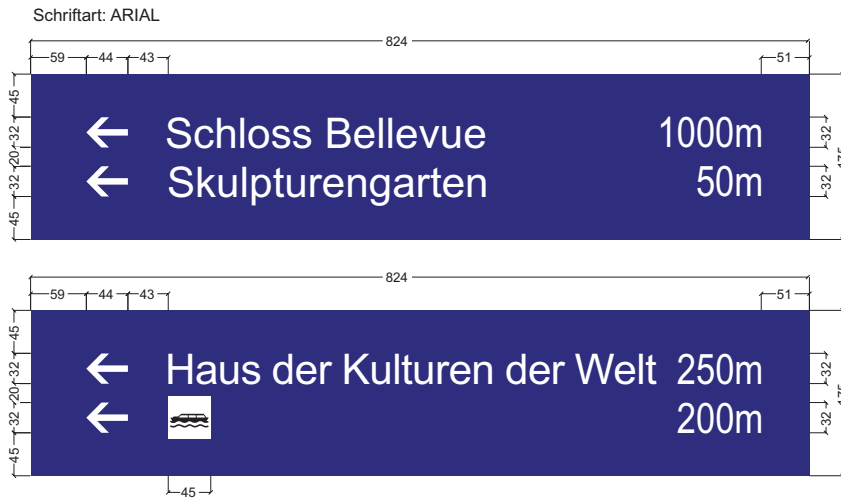 Schriftart: ARIAL
824
59 44 43 51
45 32 20 32 45
← Schloss Bellevue 1000m
← Skulpturengarten 50m
32 32
175
824
59 44 43 51
45 32 20 32 45
← Haus der Kulturen der Welt 250m
← 200m
32 32
175
45